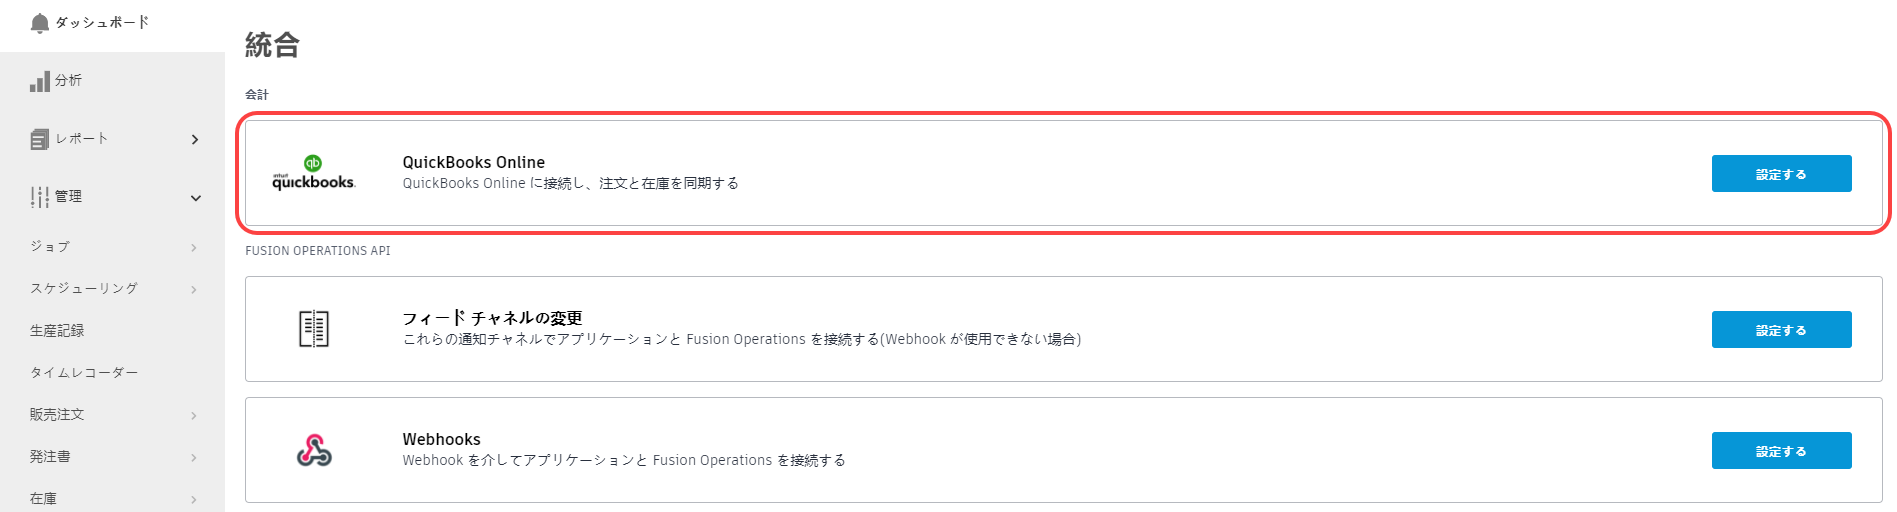 ダッシュボード
分析
レポート
管理
ジョブ
スケジューリング
生産記録
タイムレコーダー
販売注文
発注書
在庫
統合
会計
qb
intuit
quickbooks.
QuickBooks Online
QuickBooks Online に接続し、注文と在庫を同期する
設定する
FUSION OPERATIONS API
フィード チャネルの変更
これらの通知チャネルでアプリケーションと Fusion Operations を接続する(Webhook が使用できない場合)
設定する
Webhooks
Webhook を介してアプリケーションと Fusion Operations を接続する
設定する